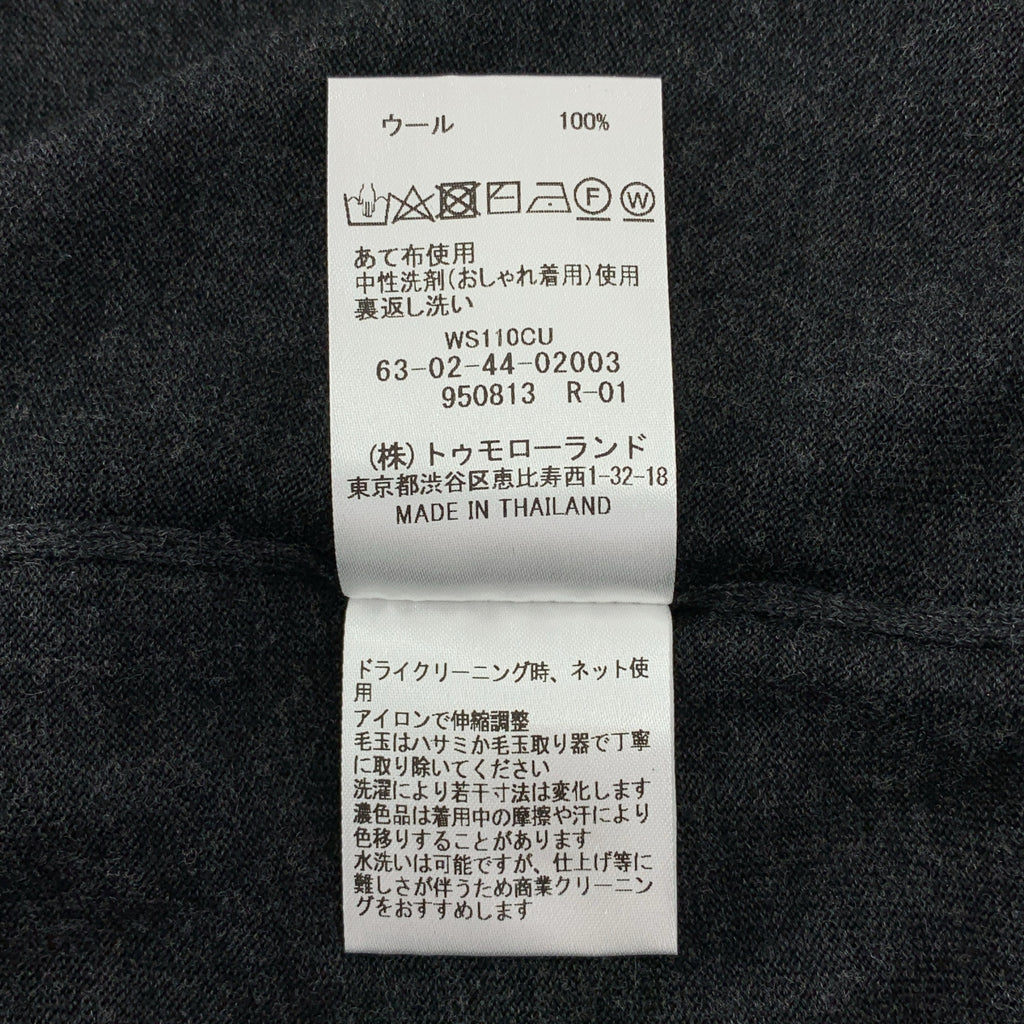 ウール 100%
F W
あて布使用
中性洗剤(おしゃれ着用)使用
裏返し洗い
WS110CU
63-02-44-02003
950813 R-01
(株)トゥモローランド
東京都渋谷区恵比寿西1-32-18
MADE IN THAILAND
ドライクリーニング時、ネット使
用
アイロンで伸縮調整
毛玉はハサミか毛玉取り器で丁寧
に取り除いてください
洗濯により若干寸法は変化します
濃色品は着用中の摩擦や汗により
色移りすることがあります
水洗いは可能ですが、仕上げ等に
難しさが伴うため商業クリーニン
グをおすすめします